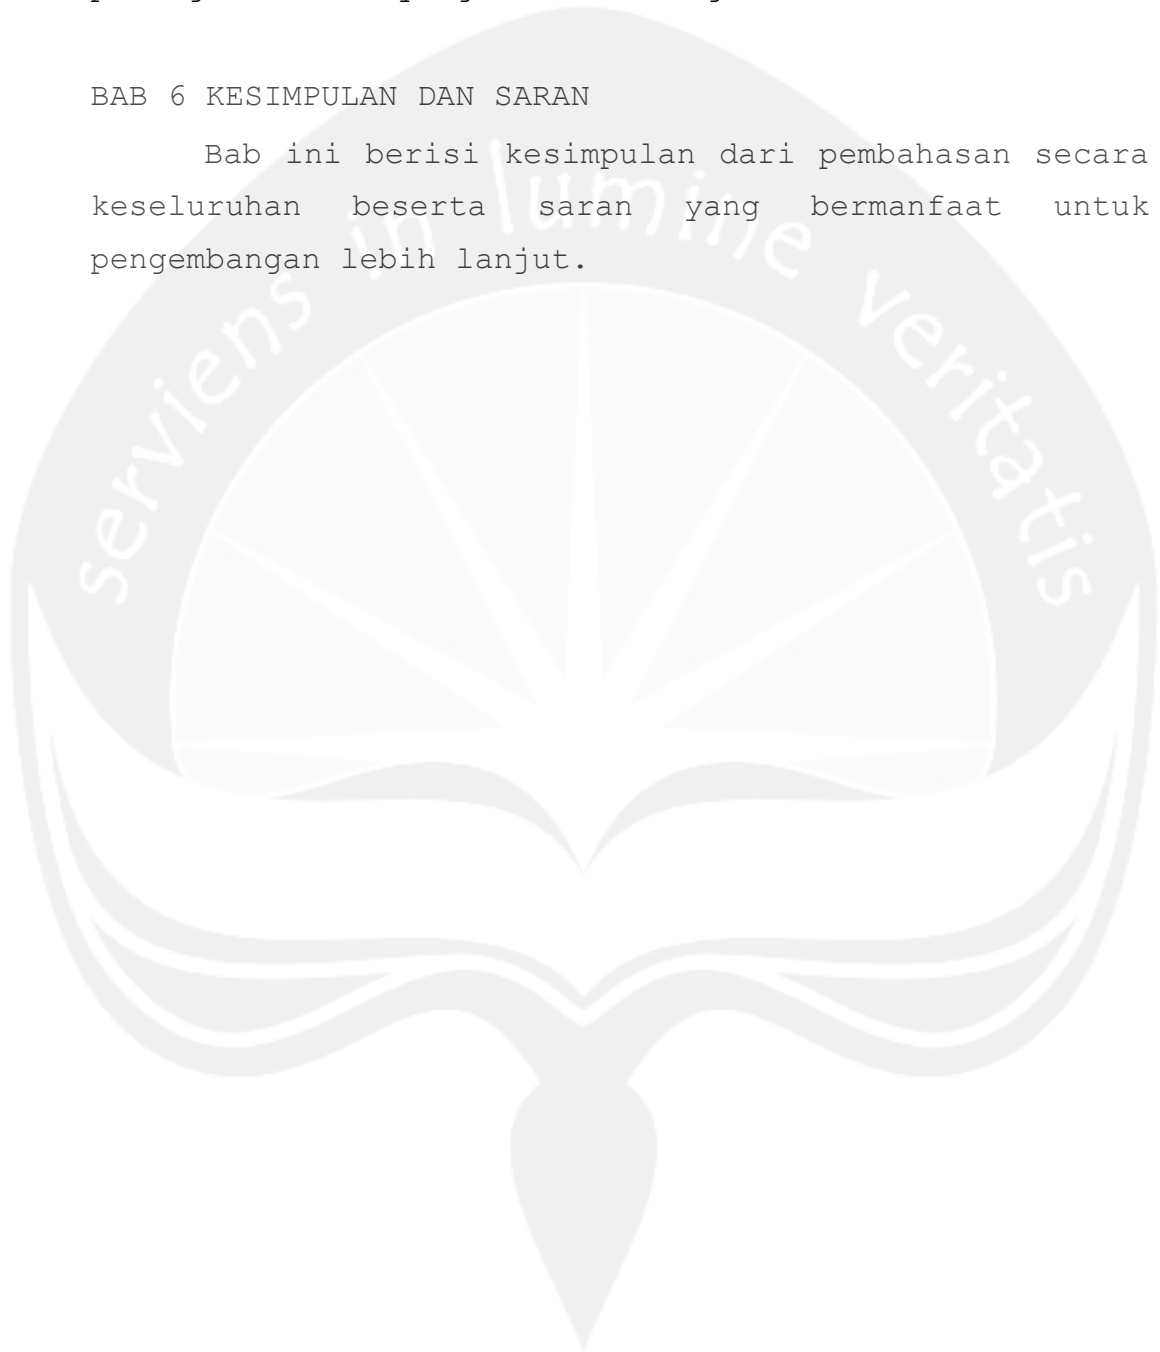 BAB 6 KESIMPULAN DAN SARAN
Bab ini berisi kesimpulan dari pembahasan secara
keseluruhan beserta saran yang bermanfaat untuk
pengembangan lebih lanjut.
serviens in lumine veritatis